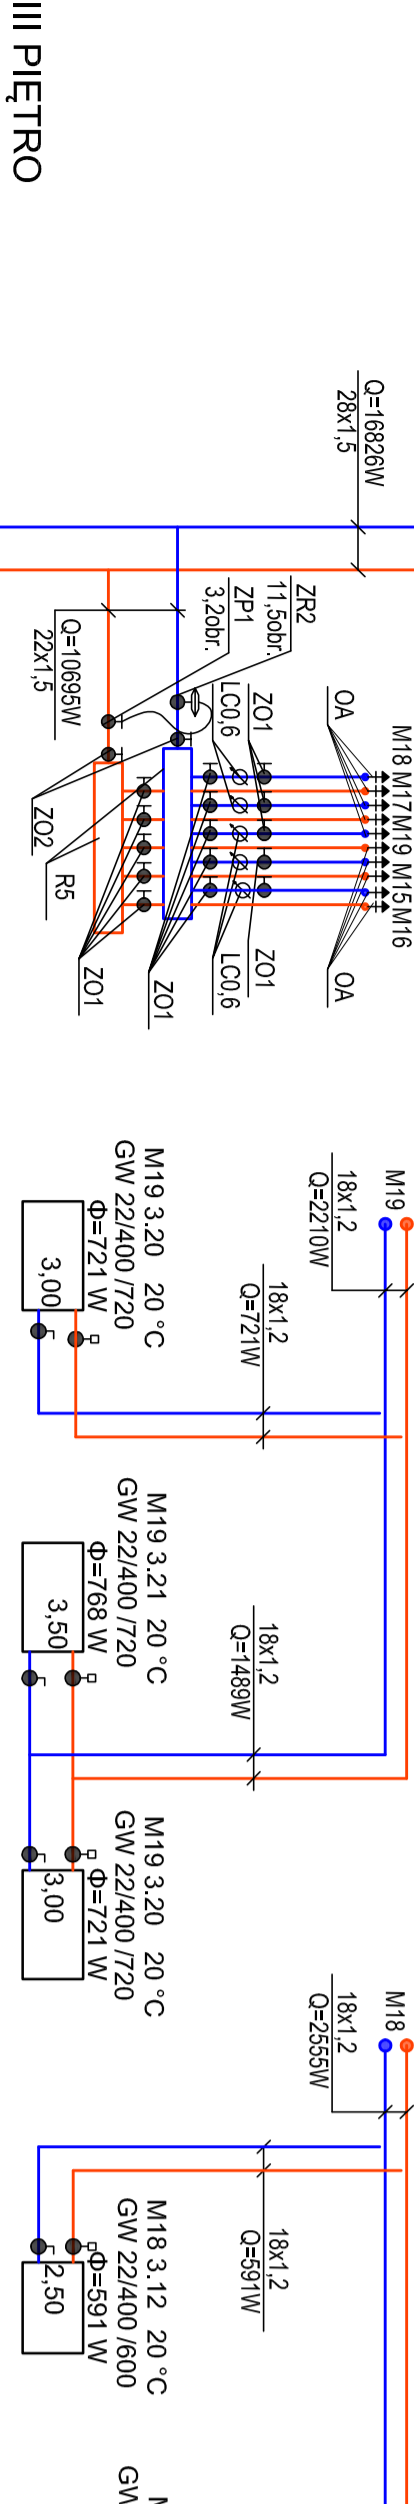 III PIĘTRO
Q=16826W
28x1,5
Q=10695W
22x1,5
ZR2
11,5obr.
ZP1
3,2obr.
LC0,6
ZO1
OA
M18 M17 M19 M15 M16
ZO2
R5
ZO1
ZO1
LC0,6
ZO1
OA
M19
18x1,2
Q=2210W
18x1,2
Q=721W
M19 3.20 20 °C
GW 22/400 /720
Φ=721 W
3,00
M19 3.21 20 °C
GW 22/400 /720
Φ=768 W
3,50
18x1,2
Q=1489W
M19 3.20 20 °C
GW 22/400 /720
Φ=721 W
3,00
M18
18x1,2
Q=2555W
18x1,2
Q=591W
M18 3.12 20 °C
GW 22/400 /600
Φ=591 W
2,50
GW